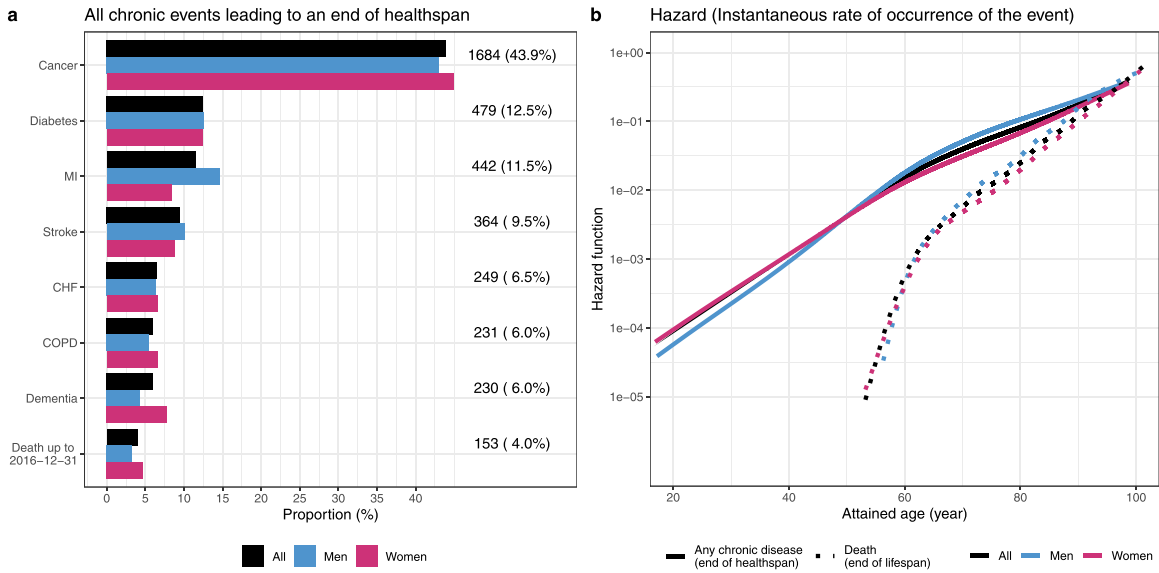 a
All chronic events leading to an end of healthspan
Cancer
1684 (43.9%)
Diabetes
479 (12.5%)
MI
442 (11.5%)
Stroke
364 ( 9.5%)
CHF
249 ( 6.5%)
COPD
231 ( 6.0%)
Dementia
230 ( 6.0%)
Death up to
2016−12−31
153 ( 4.0%)
0 5 10 15 20 25 30 35 40
Proportion (%)
All Men Women
b
Hazard (Instantaneous rate of occurrence of the event)
Hazard function
1e+00
1e−01
1e−02
1e−03
1e−04
1e−05
20 40 60 80 100
Attained age (year)
Any chronic disease
(end of healthspan)
Death
(end of lifespan)
All Men Women